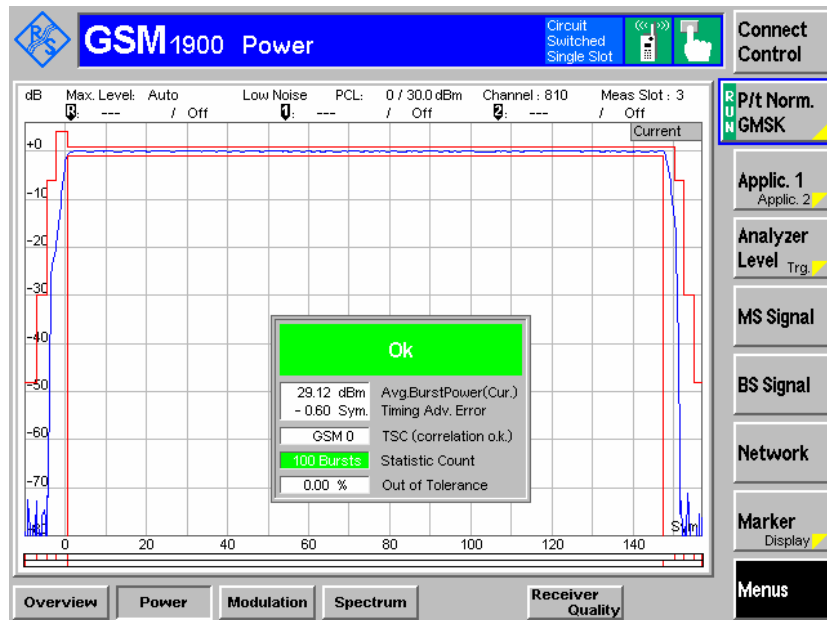 R&S
GSM 1900 Power
Circuit
Switched
Single Slot
Connect
Control
dB Max. Level: Auto Low Noise PCL: 0 / 30.0 dBm Channel : 810 Meas Slot : 3
R: --- / Off 1: --- / Off 2: --- / Off
Current
RUN
P/t Norm.
GMSK
+0
-10
-20
-30
-40
-50
-60
-70
Ok
29.12 dBm Avg.BurstPower(Cur.)
- 0.60 Sym. Timing Adv. Error
GSM 0 TSC (correlation o.k.)
100 Bursts Statistic Count
0.00 % Out of Tolerance
Sym
0 20 40 60 80 100 120 140
Applic. 1
Applic. 2
Analyzer
Level Trg.
MS Signal
BS Signal
Network
Marker
Display
Menus
Overview Power Modulation Spectrum Receiver
Quality